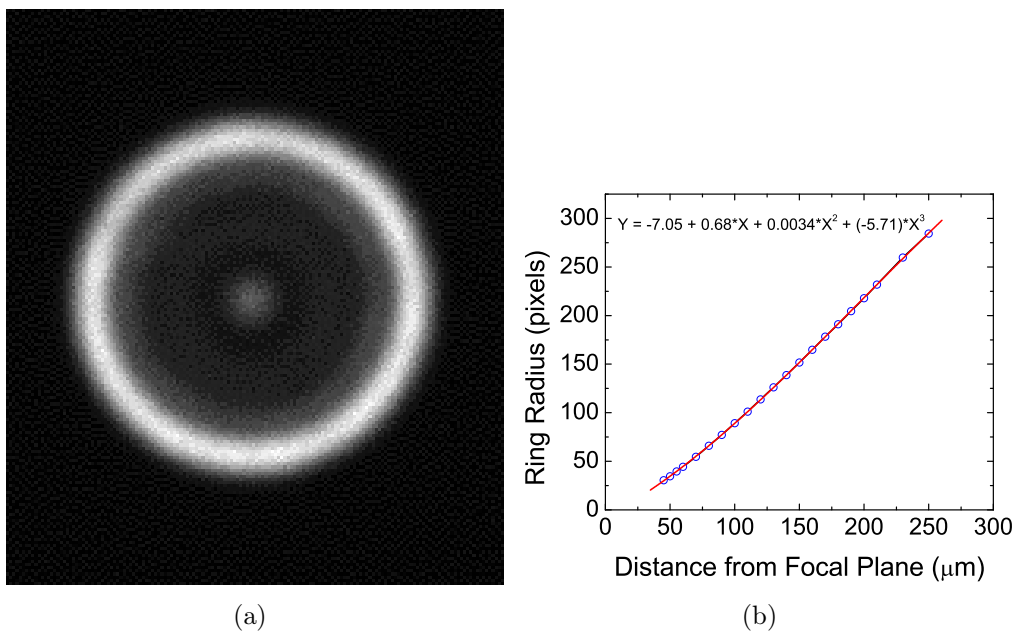 Y = -7.05 + 0.68*X + 0.0034*X² + (-5.71)*X³
300
250
200
150
100
50
0
Ring Radius (pixels)
0 50 100 150 200 250 300
Distance from Focal Plane (μm)
(a) (b)